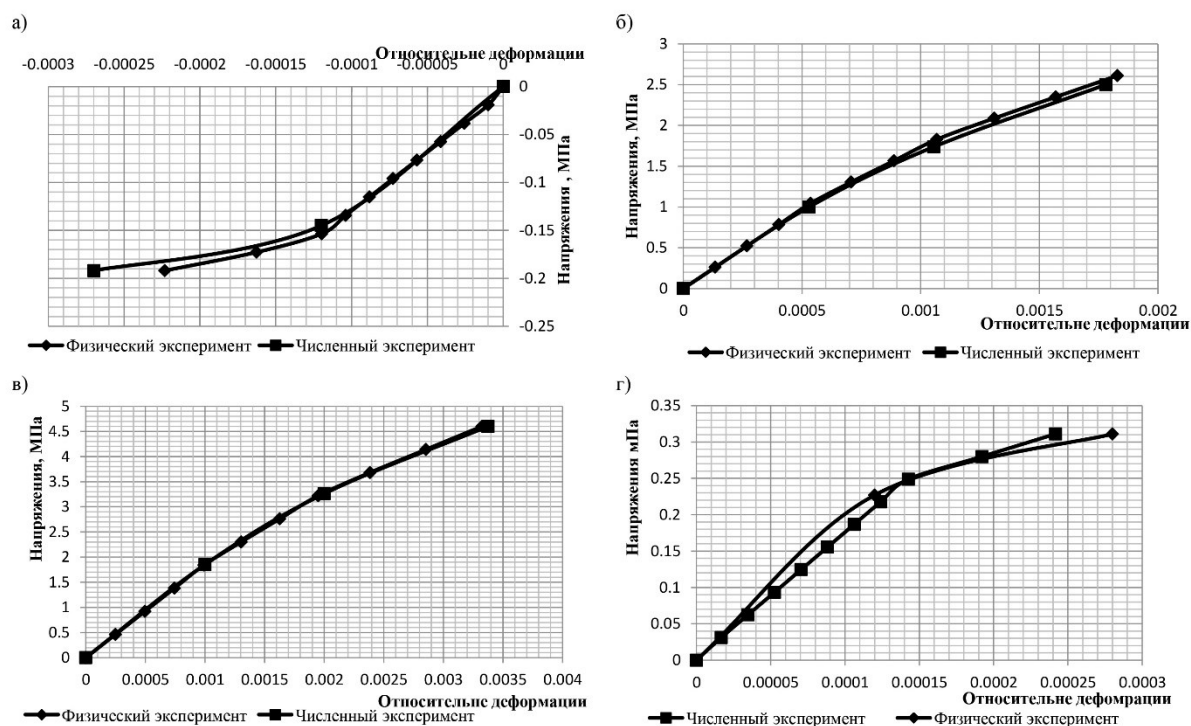 а)
Относительне деформации
-0.0003 -0.00025 -0.0002 -0.00015 -0.0001 -0.00005 0
0
-0.05
-0.1
-0.15
-0.2
-0.25
Напряжения , МПа
Физический эксперимент Численный эксперимент
б)
3
2.5
2
1.5
1
0.5
0
Напряжения, МПа
0 0.0005 0.001 0.0015 0.002
Относительне деформации
Физический эксперимент Численный эксперимент
в)
5
4.5
4
3.5
3
2.5
2
1.5
1
0.5
0
Напряжения, МПа
0 0.0005 0.001 0.0015 0.002 0.0025 0.003 0.0035 0.004
Относительне деформации
Физический эксперимент Численный эксперимент
г)
0.35
0.3
0.25
0.2
0.15
0.1
0.05
0
Напряжения мПа
0 0.00005 0.0001 0.00015 0.0002 0.00025 0.0003
Относительне дефомрации
Численный эксперимент Физический эксперимент